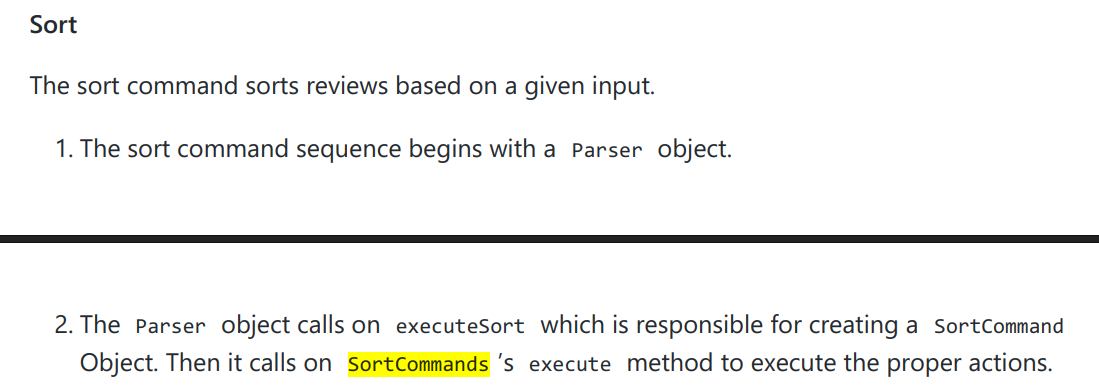 Sort
The sort command sorts reviews based on a given input.
1. The sort command sequence begins with a Parser object.
2. The Parser object calls on executeSort which is responsible for creating a SortCommand
Object. Then it calls on SortCommands 's execute method to execute the proper actions.